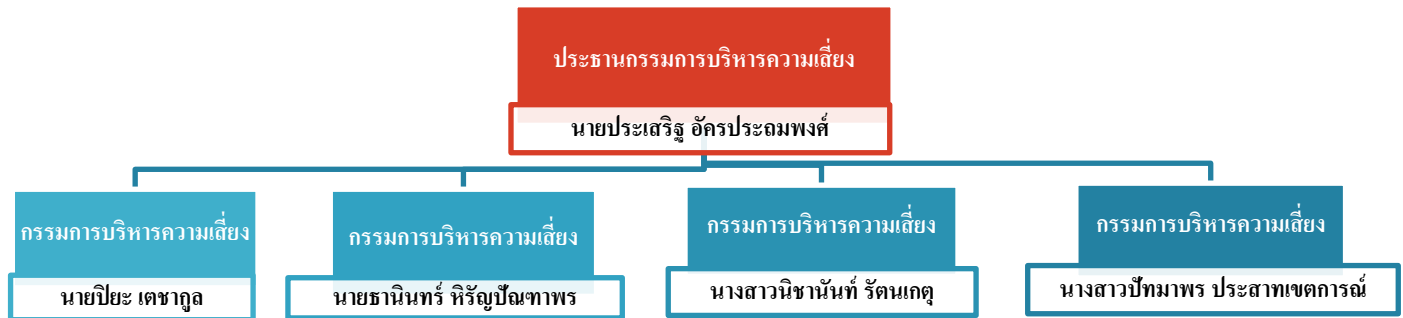 ประธานกรรมการบริหารความเสี่ยง
นายประเสริฐ อัครประถมพงศ์
กรรมการบริหารความเสี่ยง
นายปิยะ เตชากูล
กรรมการบริหารความเสี่ยง
นายธานินทร์ หิรัญปัณฑาพร
กรรมการบริหารความเสี่ยง
นางสาวนิชานันท์ รัตนเกตุ
กรรมการบริหารความเสี่ยง
นางสาวปัทมาพร ประสาทเขตการณ์